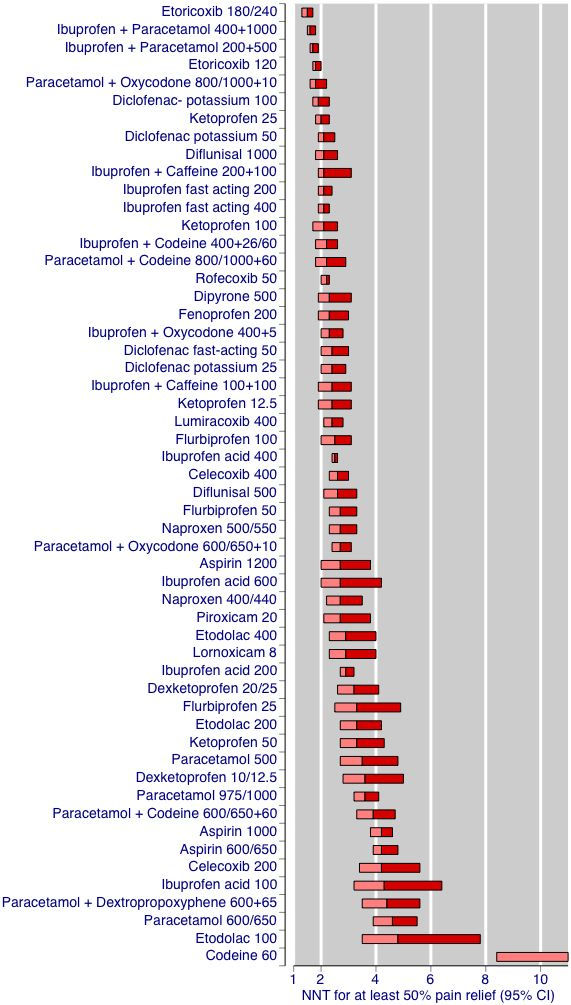 Etoricoxib 180/240
Ibuprofen + Paracetamol 400+1000
Ibuprofen + Paracetamol 200+500
Etoricoxib 120
Paracetamol + Oxycodone 800/1000+10
Diclofenac- potassium 100
Ketoprofen 25
Diclofenac potassium 50
Diflunisal 1000
Ibuprofen + Caffeine 200+100
Ibuprofen fast acting 200
Ibuprofen fast acting 400
Ketoprofen 100
Ibuprofen + Codeine 400+26/60
Paracetamol + Codeine 800/1000+60
Rofecoxib 50
Dipyrone 500
Fenoprofen 200
Ibuprofen + Oxycodone 400+5
Diclofenac fast-acting 50
Diclofenac potassium 25
Ibuprofen + Caffeine 100+100
Ketoprofen 12.5
Lumiracoxib 400
Flurbiprofen 100
Ibuprofen acid 400
Celecoxib 400
Diflunisal 500
Flurbiprofen 50
Naproxen 500/550
Paracetamol + Oxycodone 600/650+10
Aspirin 1200
Ibuprofen acid 600
Naproxen 400/440
Piroxicam 20
Etodolac 400
Lornoxicam 8
Ibuprofen acid 200
Dexketoprofen 20/25
Flurbiprofen 25
Etodolac 200
Ketoprofen 50
Paracetamol 500
Dexketoprofen 10/12.5
Paracetamol 975/1000
Paracetamol + Codeine 600/650+60
Aspirin 1000
Aspirin 600/650
Celecoxib 200
Ibuprofen acid 100
Paracetamol + Dextropropoxyphene 600+65
Paracetamol 600/650
Etodolac 100
Codeine 60
1 2 4 6 8 10
NNT for at least 50% pain relief (95% CI)